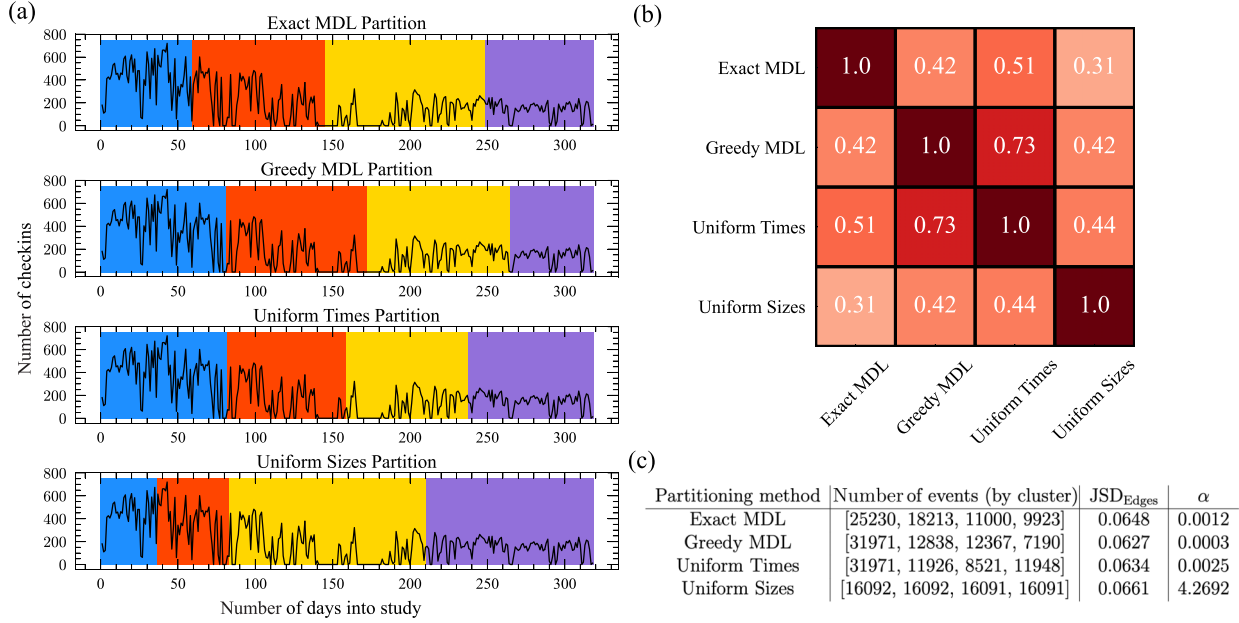 (a)
Exact MDL Partition
800
600
400
200
0
0 50 100 150 200 250 300
Greedy MDL Partition
800
600
400
200
0
0 50 100 150 200 250 300
Uniform Times Partition
800
600
400
200
0
0 50 100 150 200 250 300
Uniform Sizes Partition
800
600
400
200
0
0 50 100 150 200 250 300
Number of checkins
Number of days into study
(b)
Exact MDL 1.0 0.42 0.51 0.31
Greedy MDL 0.42 1.0 0.73 0.42
Uniform Times 0.51 0.73 1.0 0.44
Uniform Sizes 0.31 0.42 0.44 1.0
Exact MDL
Greedy MDL
Uniform Times
Uniform Sizes
(c)
Partitioning method Number of events (by cluster) JSD_Edges α
Exact MDL [25230, 18213, 11000, 9923] 0.0648 0.0012
Greedy MDL [31971, 12838, 12367, 7190] 0.0627 0.0003
Uniform Times [31971, 11926, 8521, 11948] 0.0634 0.0025
Uniform Sizes [16092, 16092, 16091, 16091] 0.0661 4.2692